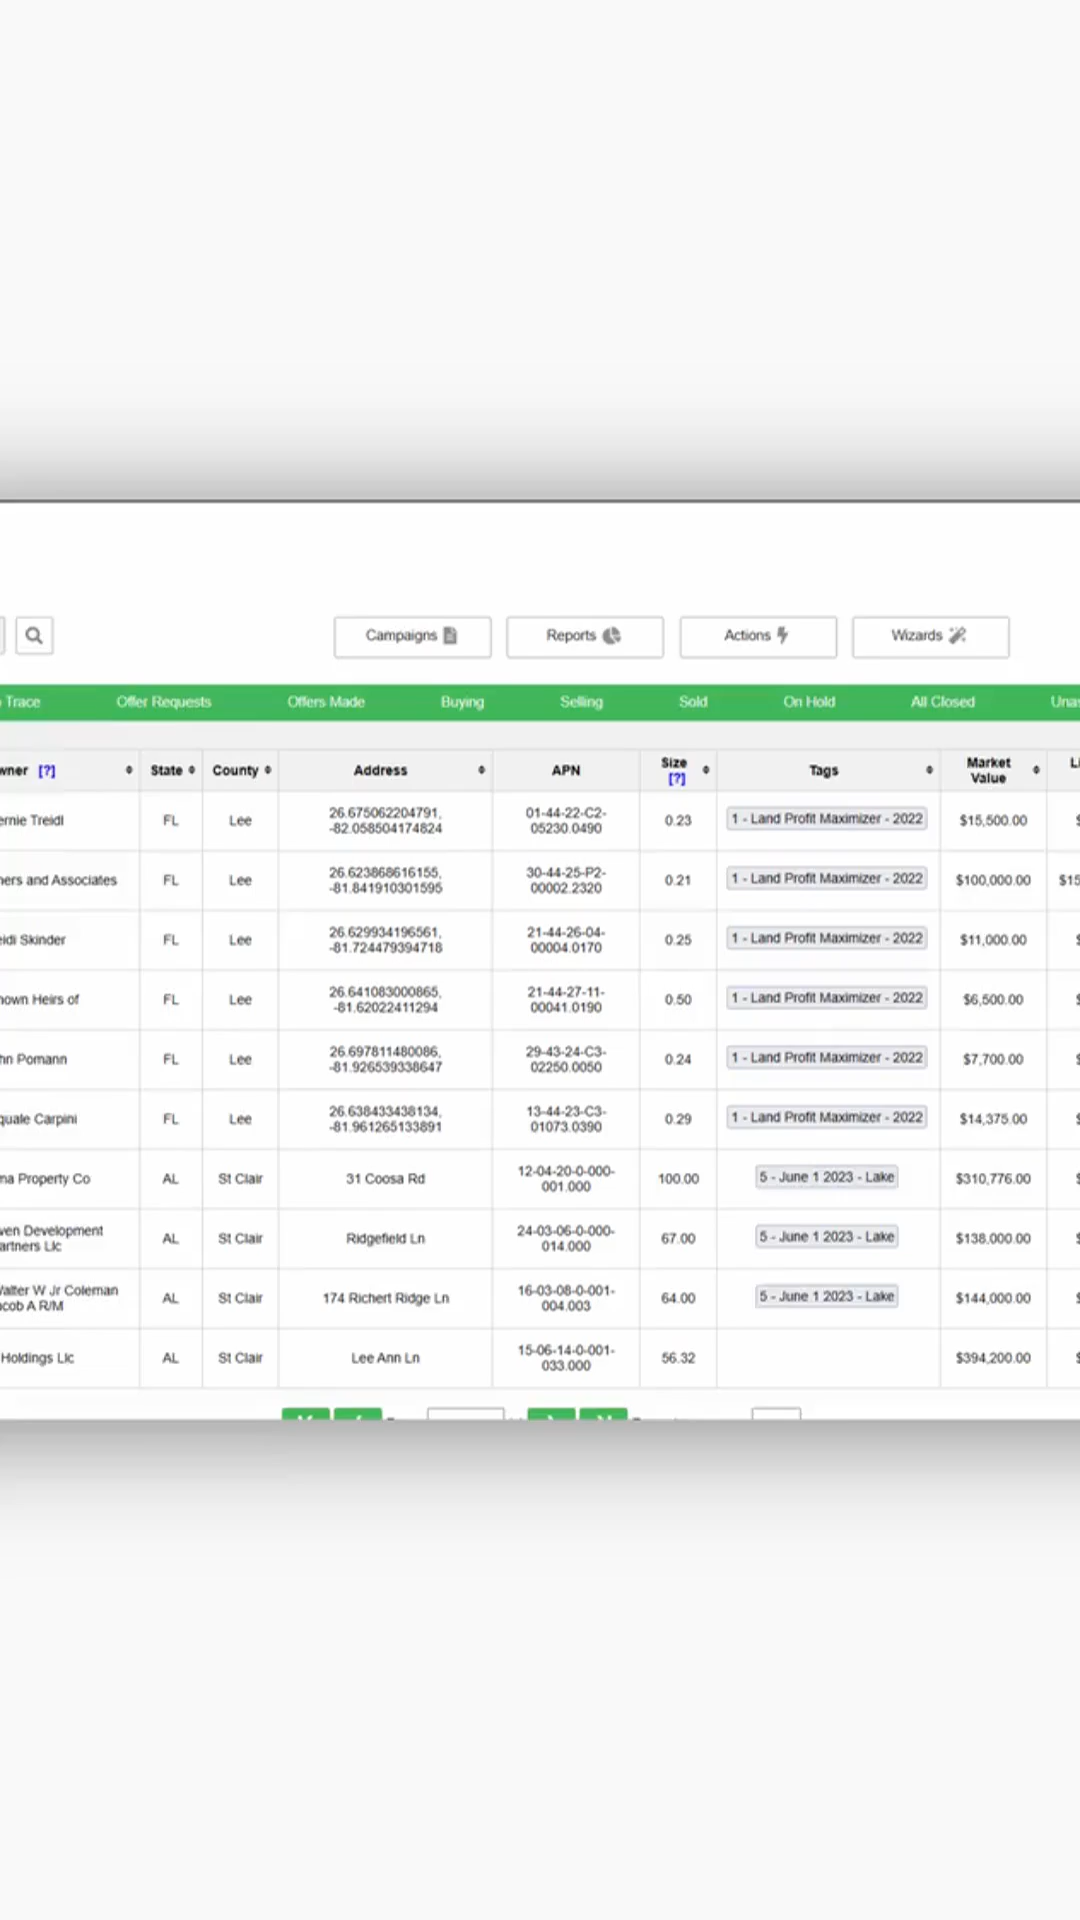 Campaigns Reports Actions Wizards
Trace Offer Requests Offers Made Buying Selling Sold On Hold All Closed Unas
wner [?] State County Address APN Size [?] Tags Market Value Li
ernie Treidl FL Lee 26.675062204791, -82.058504174824 01-44-22-C2-05230.0490 0.23 1 - Land Profit Maximizer - 2022 $15,500.00 $
ners and Associates FL Lee 26.623868616155, -81.841910301595 30-44-25-P2-00002.2320 0.21 1 - Land Profit Maximizer - 2022 $100,000.00 $15
eidi Skinder FL Lee 26.629934196561, -81.724479394718 21-44-26-04-00004.0170 0.25 1 - Land Profit Maximizer - 2022 $11,000.00 $
nown Heirs of FL Lee 26.641083000865, -81.62022411294 21-44-27-11-00041.0190 0.50 1 - Land Profit Maximizer - 2022 $6,500.00 $
hn Pomann FL Lee 26.697811480086, -81.926539338647 29-43-24-C3-02250.0050 0.24 1 - Land Profit Maximizer - 2022 $7,700.00 $
quale Carpini FL Lee 26.638433438134, -81.961265133891 13-44-23-C3-01073.0390 0.29 1 - Land Profit Maximizer - 2022 $14,375.00 $
ma Property Co AL St Clair 31 Coosa Rd 12-04-20-0-000-001.000 100.00 5 - June 1 2023 - Lake $310,776.00 $
ven Development artners Llc AL St Clair Ridgefield Ln 24-03-06-0-000-014.000 67.00 5 - June 1 2023 - Lake $138,000.00 $
Walter W Jr Coleman acob A R/M AL St Clair 174 Richert Ridge Ln 16-03-08-0-001-004.003 64.00 5 - June 1 2023 - Lake $144,000.00 $
Holdings Llc AL St Clair Lee Ann Ln 15-06-14-0-001-033.000 56.32 $394,200.00 $